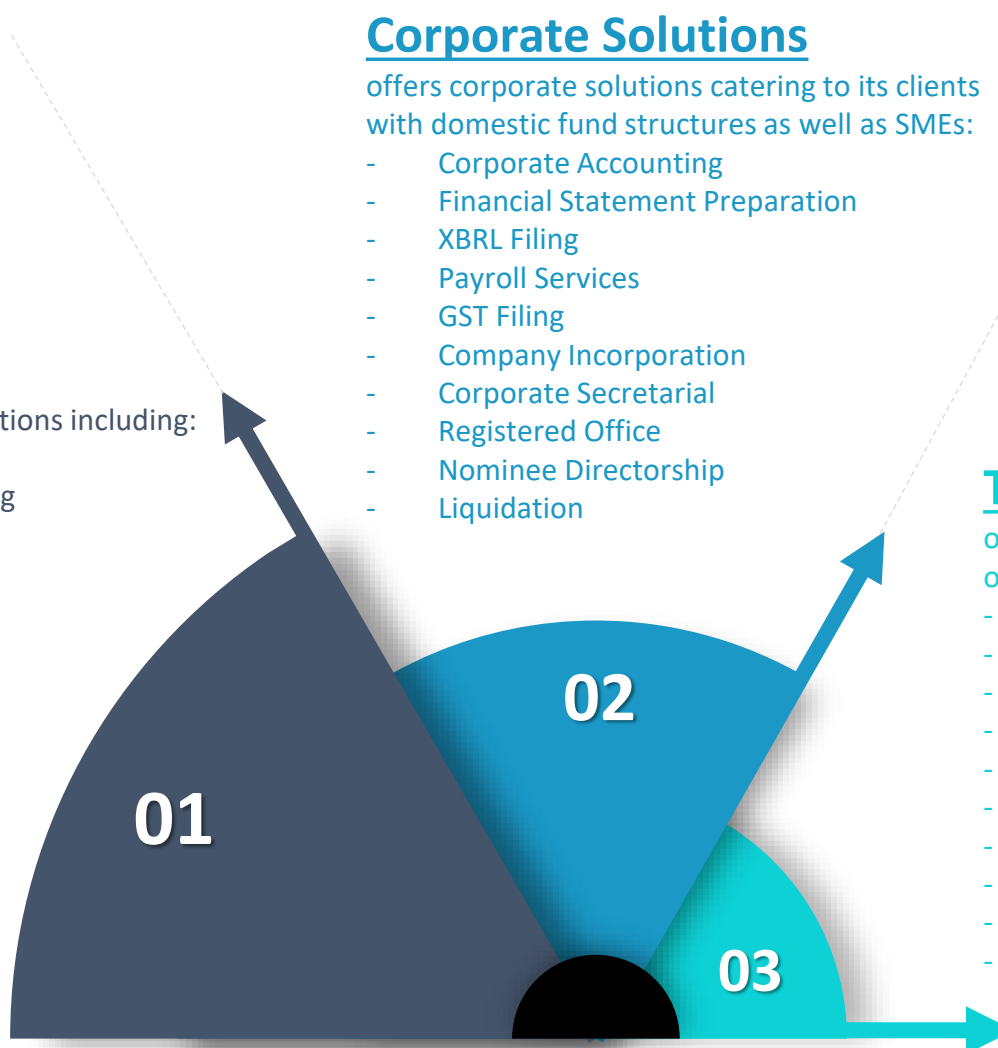 Corporate Solutions
offers corporate solutions catering to its clients
with domestic fund structures as well as SMEs:
- Corporate Accounting
- Financial Statement Preparation
- XBRL Filing
- Payroll Services
- GST Filing
- Company Incorporation
- Corporate Secretarial
- Registered Office
- Nominee Directorship
- Liquidation
including:
01
02
03
-
-
-
-
-
-
-
-
-
-